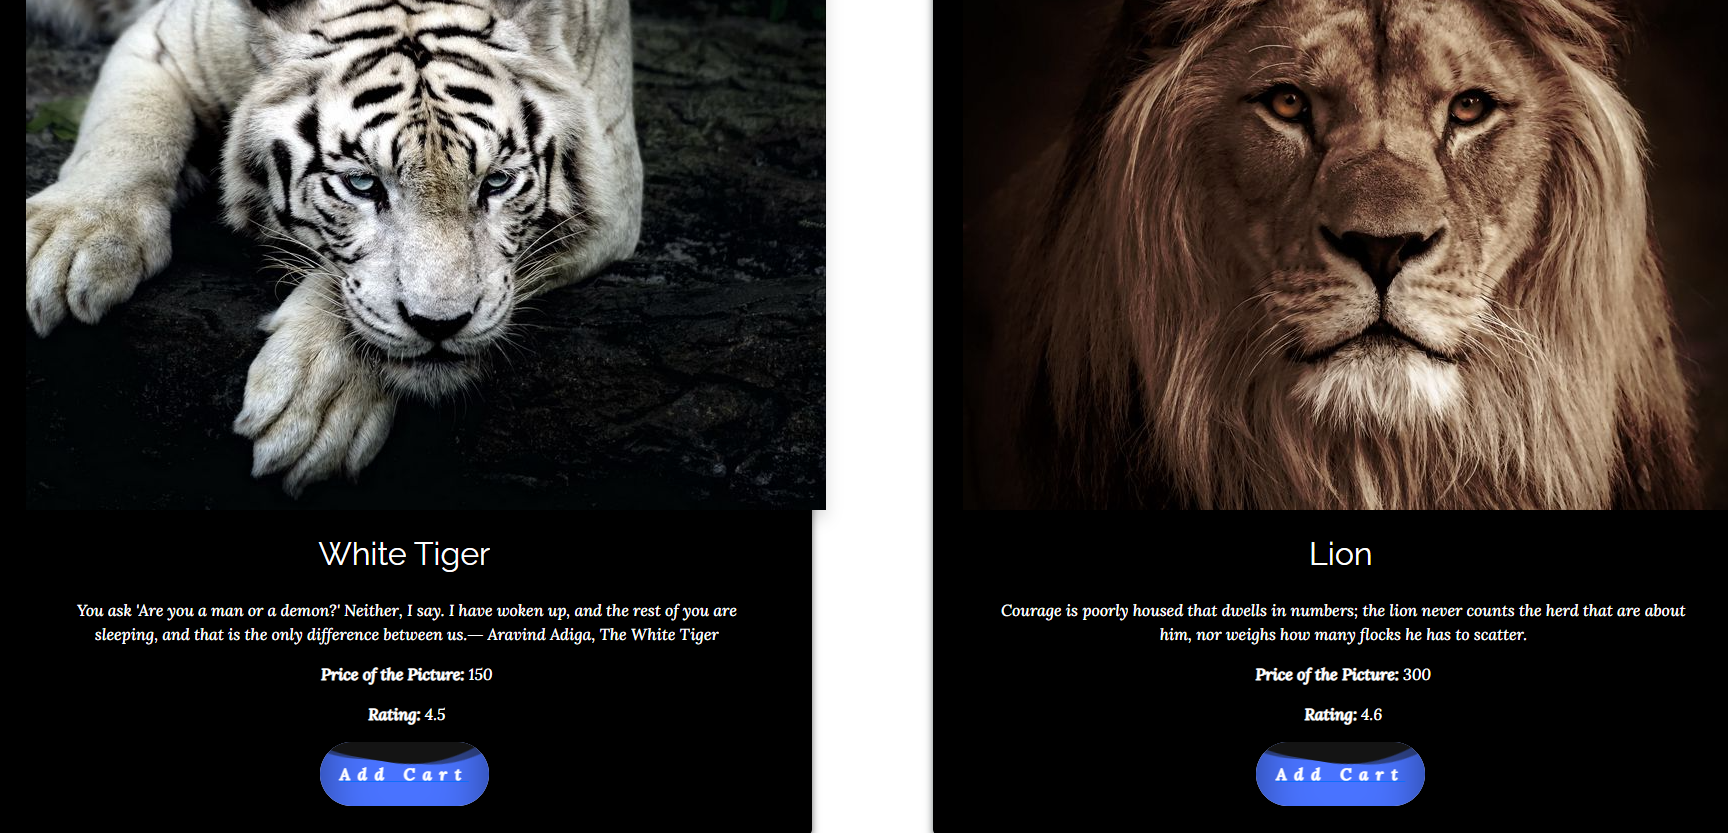 White Tiger
You ask 'Are you a man or a demon?' Neither, I say. I have woken up, and the rest of you are
sleeping, and that is the only difference between us.— Aravind Adiga, The White Tiger
Price of the Picture: 150
Rating: 4.5
Add Cart
Lion
Courage is poorly housed that dwells in numbers; the lion never counts the herd that are about
him, nor weighs how many flocks he has to scatter.
Price of the Picture: 300
Rating: 4.6
Add Cart